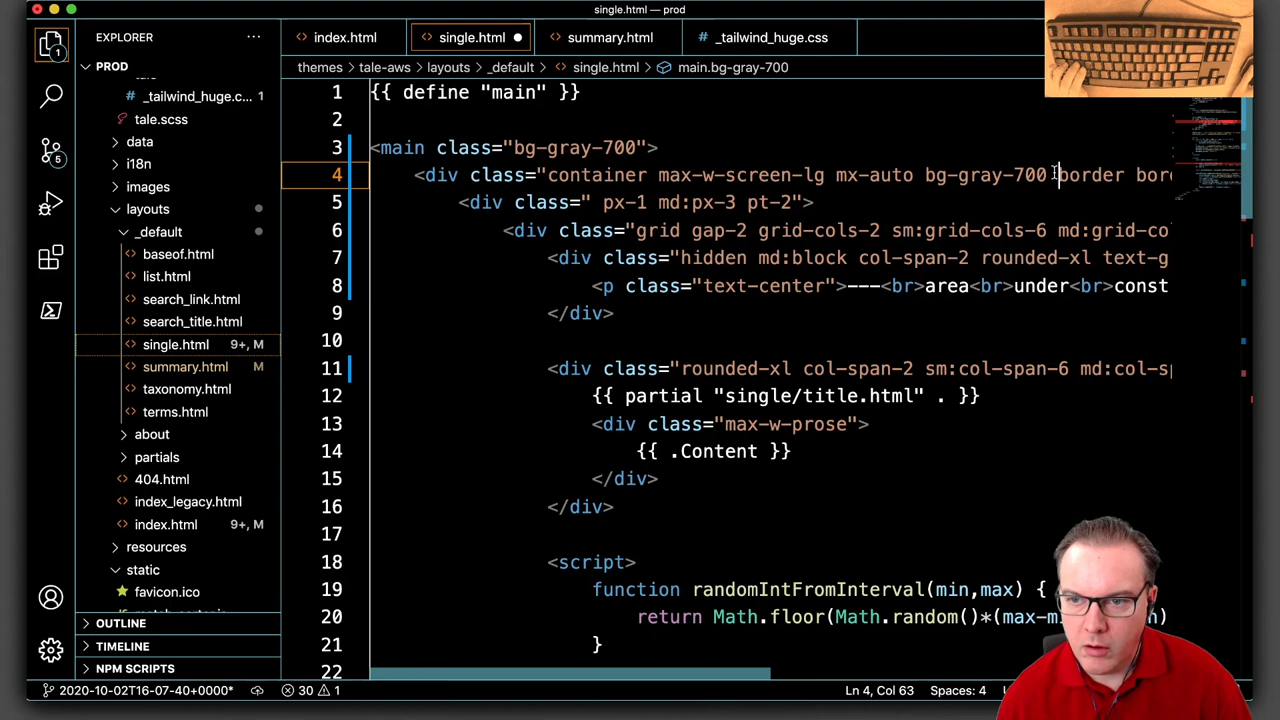 single.html — prod
EXPLORER
index.html
single.html
summary.html
_tailwind_huge.css
PROD
themes > tale-aws > layouts > _default > single.html > main.bg-gray-700
_tailwind_huge.c... 1
tale.scss
data
i18n
images
layouts
_default
baseof.html
list.html
search_link.html
search_title.html
single.html 9+, M
summary.html M
taxonomy.html
terms.html
about
partials
404.html
index_legacy.html
index.html 9+, M
resources
static
favicon.ico
OUTLINE
TIMELINE
NPM SCRIPTS
1 {{ define "main" }}
2
3 <main class="bg-gray-700">
4 <div class="container max-w-screen-lg mx-auto bg-gray-700 border bord
5 <div class=" px-1 md:px-3 pt-2">
6 <div class="grid gap-2 grid-cols-2 sm:grid-cols-6 md:grid-co
7 <div class="hidden md:block col-span-2 rounded-xl text-g
8 <p class="text-center">---<br>area<br>under<br>const
9 </div>
10
11 <div class="rounded-xl col-span-2 sm:col-span-6 md:col-sp
12 {{ partial "single/title.html" . }}
13 <div class="max-w-prose">
14 {{ .Content }}
15 </div>
16 </div>
17
18 <script>
19 function randomIntFromInterval(min,max) {
20 return Math.floor(Math.random()*(max-mi
21 }
22
1
5
2020-10-02T16-07-40+0000* 30 1
Ln 4, Col 63 Spaces: 4